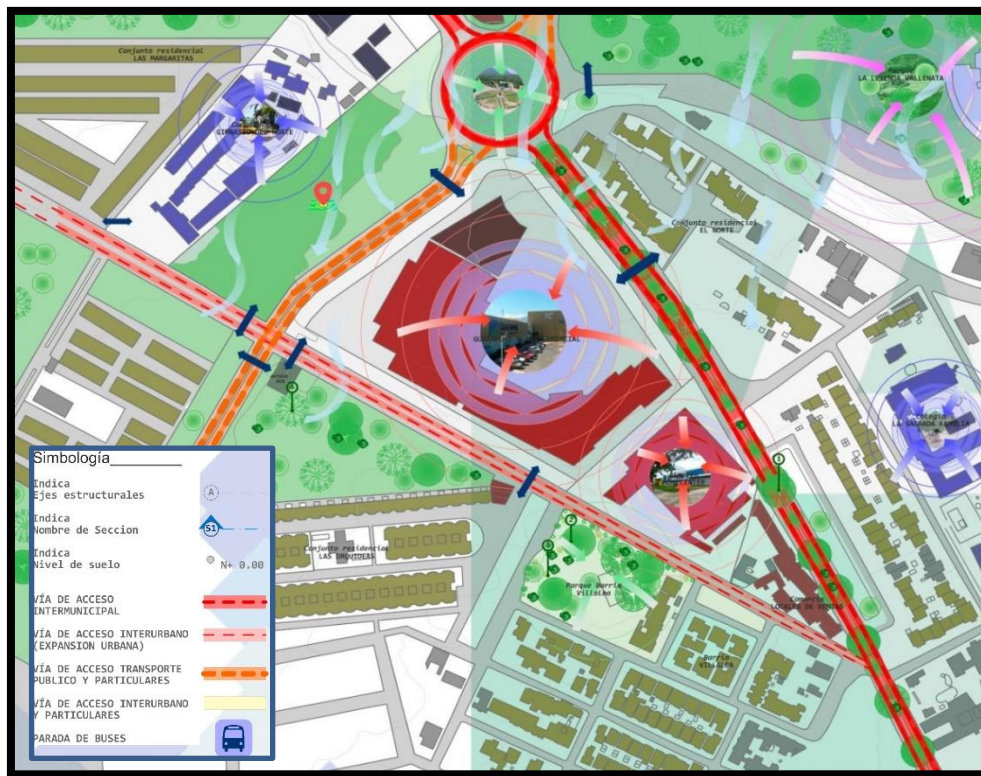 Conjunto residencial
LAS MARGARITAS
GIMNASIO DEL NORTE
LA LEYENDA VALLENATA
Conjunto residencial
EL NORTE
Colegio
LA SAGRADA FAMILIA
Conjunto residencial
LAS ORQUIDEAS
Parque Barrio
Villalba
Comercio
LOCALES DE VENTAS
Barrio
VILLALBA
Simbología
Indica
Ejes estructurales
A
Indica
Nombre de Seccion
S1
Indica
Nivel de suelo
N+ 0.00
VÍA DE ACCESO
INTERMUNICIPAL
VÍA DE ACCESO INTERURBANO
(EXPANSION URBANA)
VÍA DE ACCESO TRANSPORTE
PUBLICO Y PARTICULARES
VÍA DE ACCESO INTERURBANO
Y PARTICULARES
PARADA DE BUSES